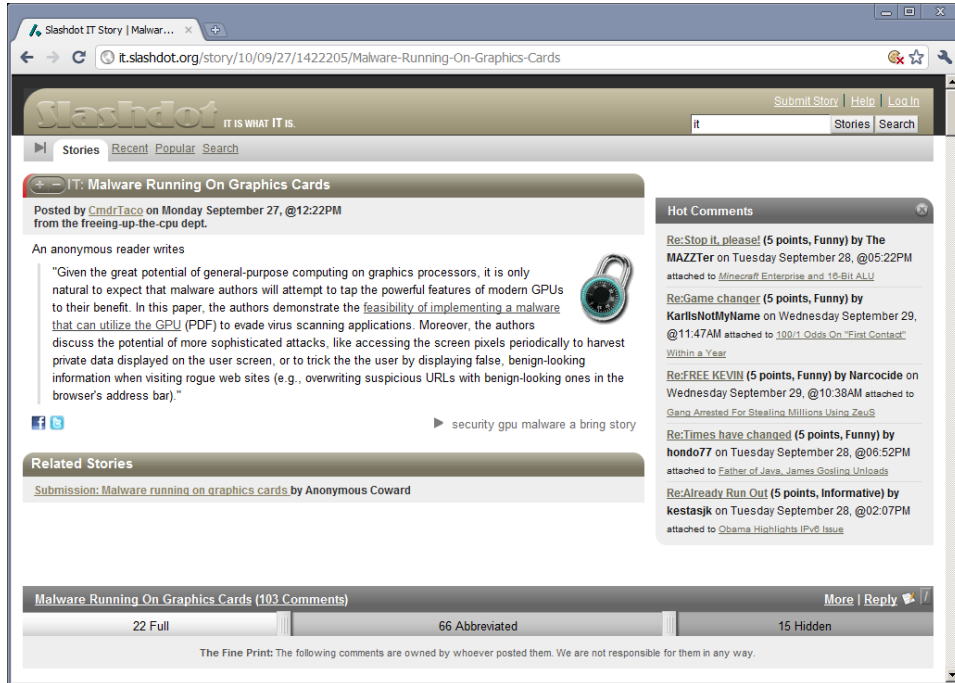 Slashdot IT Story | Malwar...
it.slashdot.org/story/10/09/27/1422205/Malware-Running-On-Graphics-Cards
Submit Story | Help | Log In
Slashdot IT IS WHAT IT IS.
it Stories Search
Stories Recent Popular Search
IT: Malware Running On Graphics Cards
Posted by CmdrTaco on Monday September 27, @12:22PM
from the freeing-up-the-cpu dept.
An anonymous reader writes
"Given the great potential of general-purpose computing on graphics processors, it is only
natural to expect that malware authors will attempt to tap the powerful features of modern GPUs
to their benefit. In this paper, the authors demonstrate the feasibility of implementing a malware
that can utilize the GPU (PDF) to evade virus scanning applications. Moreover, the authors
discuss the potential of more sophisticated attacks, like accessing the screen pixels periodically to harvest
private data displayed on the user screen, or to trick the the user by displaying false, benign-looking
information when visiting rogue web sites (e.g., overwriting suspicious URLs with benign-looking ones in the
browser's address bar)."
security gpu malware a bring story
Related Stories
Submission: Malware running on graphics cards by Anonymous Coward
Hot Comments
Re:Stop it, please! (5 points, Funny) by The
MAZZTer on Tuesday September 28, @05:22PM
attached to Minecraft Enterprise and 16-Bit ALU
Re:Game changer (5 points, Funny) by
KarlIsNotMyName on Wednesday September 29,
@11:47AM attached to 100/1 Odds On "First Contact"
Within a Year
Re:FREE KEVIN (5 points, Funny) by Narcocide on
Wednesday September 29, @10:38AM attached to
Gang Arrested For Stealing Millions Using ZeuS
Re:Times have changed (5 points, Funny) by
hondo77 on Tuesday September 28, @06:52PM
attached to Father of Java, James Gosling Unloads
Re:Already Run Out (5 points, Informative) by
kestasjk on Tuesday September 28, @02:07PM
attached to Obama Highlights IPv6 Issue
Malware Running On Graphics Cards (103 Comments)
More | Reply /
22 Full 66 Abbreviated 15 Hidden
The Fine Print: The following comments are owned by whoever posted them. We are not responsible for them in any way.